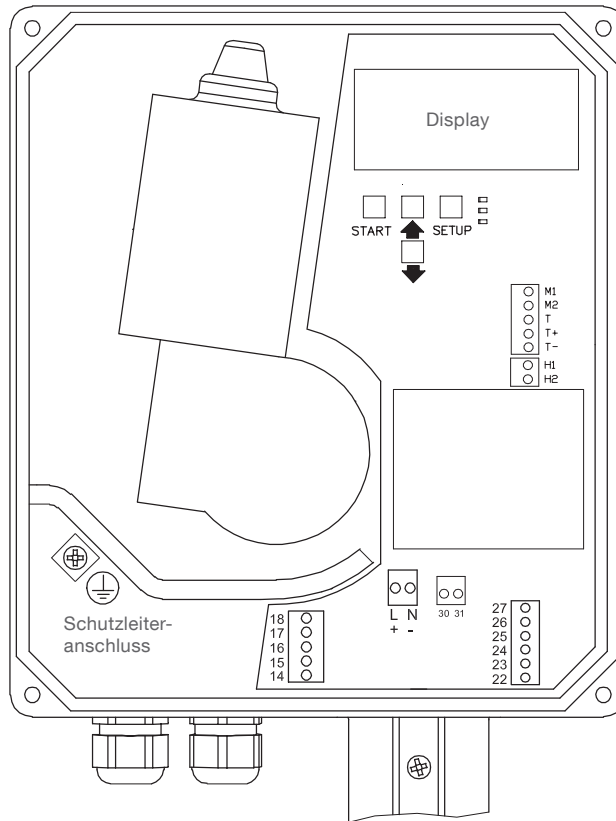 Display
START
SETUP
M1
M2
T
T+
T-
H1
H2
L N
+ -
30 31
18
17
16
15
14
27
26
25
24
23
22
Schutzleiter-
anschluss